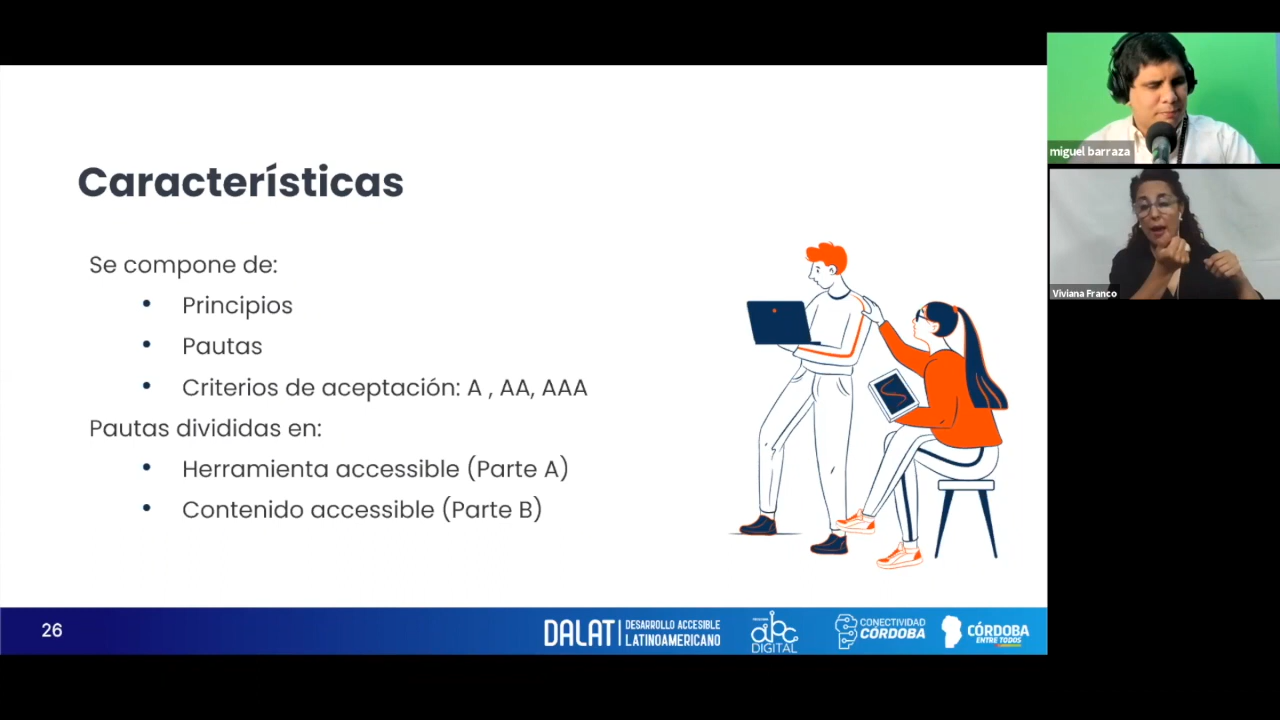 Características
Se compone de:
• Principios
• Pautas
• Criterios de aceptación: A , AA, AAA
Pautas divididas en:
• Herramienta accessible (Parte A)
• Contenido accessible (Parte B)
26
DALAT
DESARROLLO ACCESIBLE
LATINOAMERICANO
abc
DIGITAL
CONECTIVIDAD
CÓRDOBA
CÓRDOBA
ENTRE TODOS
miguel barraza
Viviana Franco